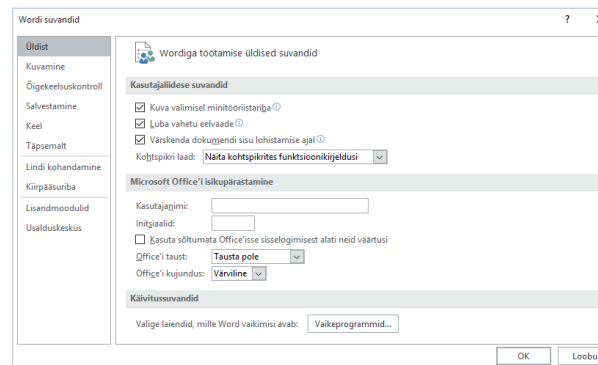 Wordi suvandid ?
Üldist
Kuvamine
Õigekeelsuskontroll
Salvestamine
Keel
Täpsemalt
Lindi kohandamine
Kiirpääsuriba
Lisandmoodulid
Usalduskeskus
Wordiga töötamise üldised suvandid
Kasutajaliidese suvandid
Kuva valimisel minitööriistariba
Luba vahetu eelvaade
Värskenda dokumendi sisu lohistamise ajal
Kohtspikri laad: Näita kohtspikrites funktsioonikirjeldusi
Microsoft Office'i isikupärastamine
Kasutajanimi:
Initsiaalid:
Kasuta sõltumata Office'isse sisselogimisest alati neid väärtusi
Office'i taust: Tausta pole
Office'i kujundus: Värviline
Käivitussuvandid
Valige laiendid, mille Word vaikimisi avab: Vaikeprogrammid...
OK Loobu